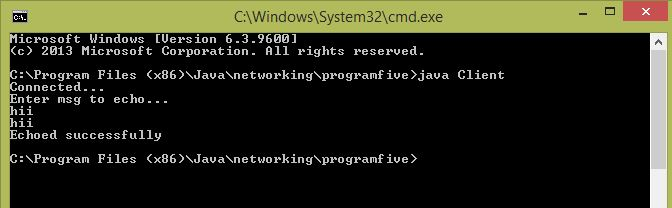 C:\Windows\System32\cmd.exe
Microsoft Windows [Version 6.3.9600]
(c) 2013 Microsoft Corporation. All rights reserved.
C:\Program Files (x86)\Java\networking\programfive>java Client
Connected...
Enter msg to echo...
hii
hii
Echoed successfully
C:\Program Files (x86)\Java\networking\programfive>